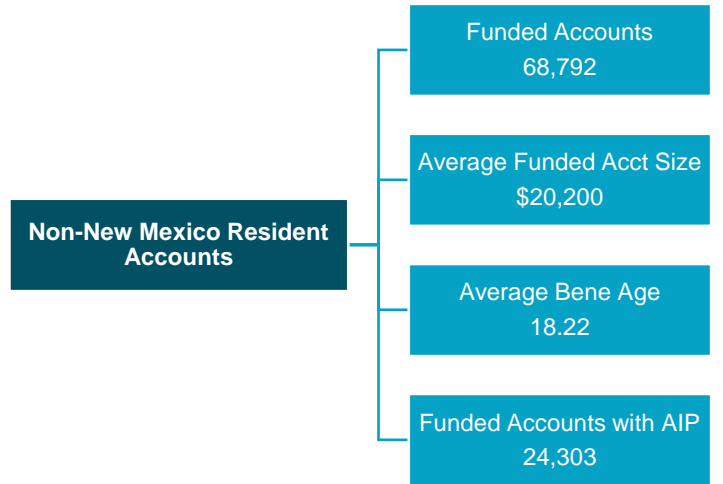 Non-New Mexico Resident
Accounts
Funded Accounts
68,792
Average Funded Acct Size
$20,200
Average Bene Age
18.22
Funded Accounts with AIP
24,303